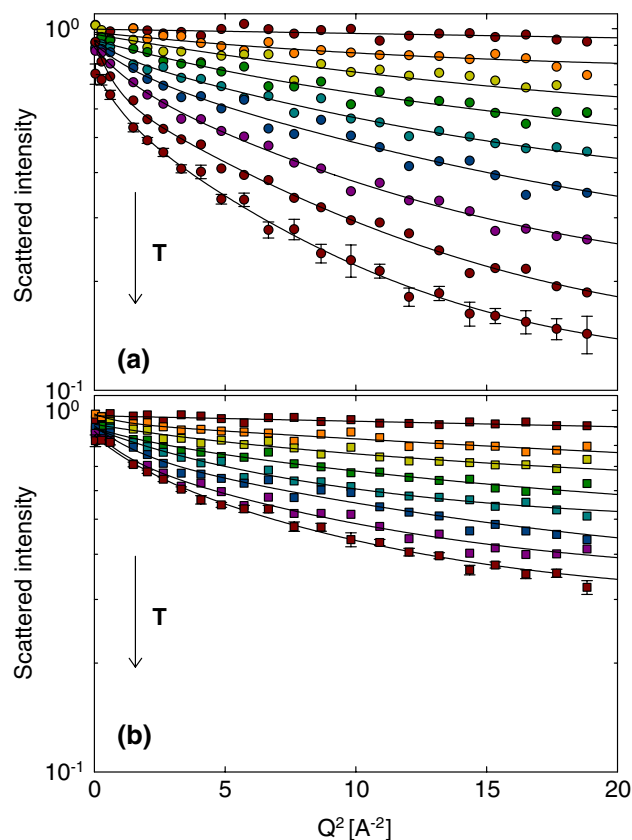 10⁰
Scattered intensity
T
(a)
10⁻¹
10⁰
Scattered intensity
T
(b)
10⁻¹
0 5 10 15 20
Q² [A⁻²]